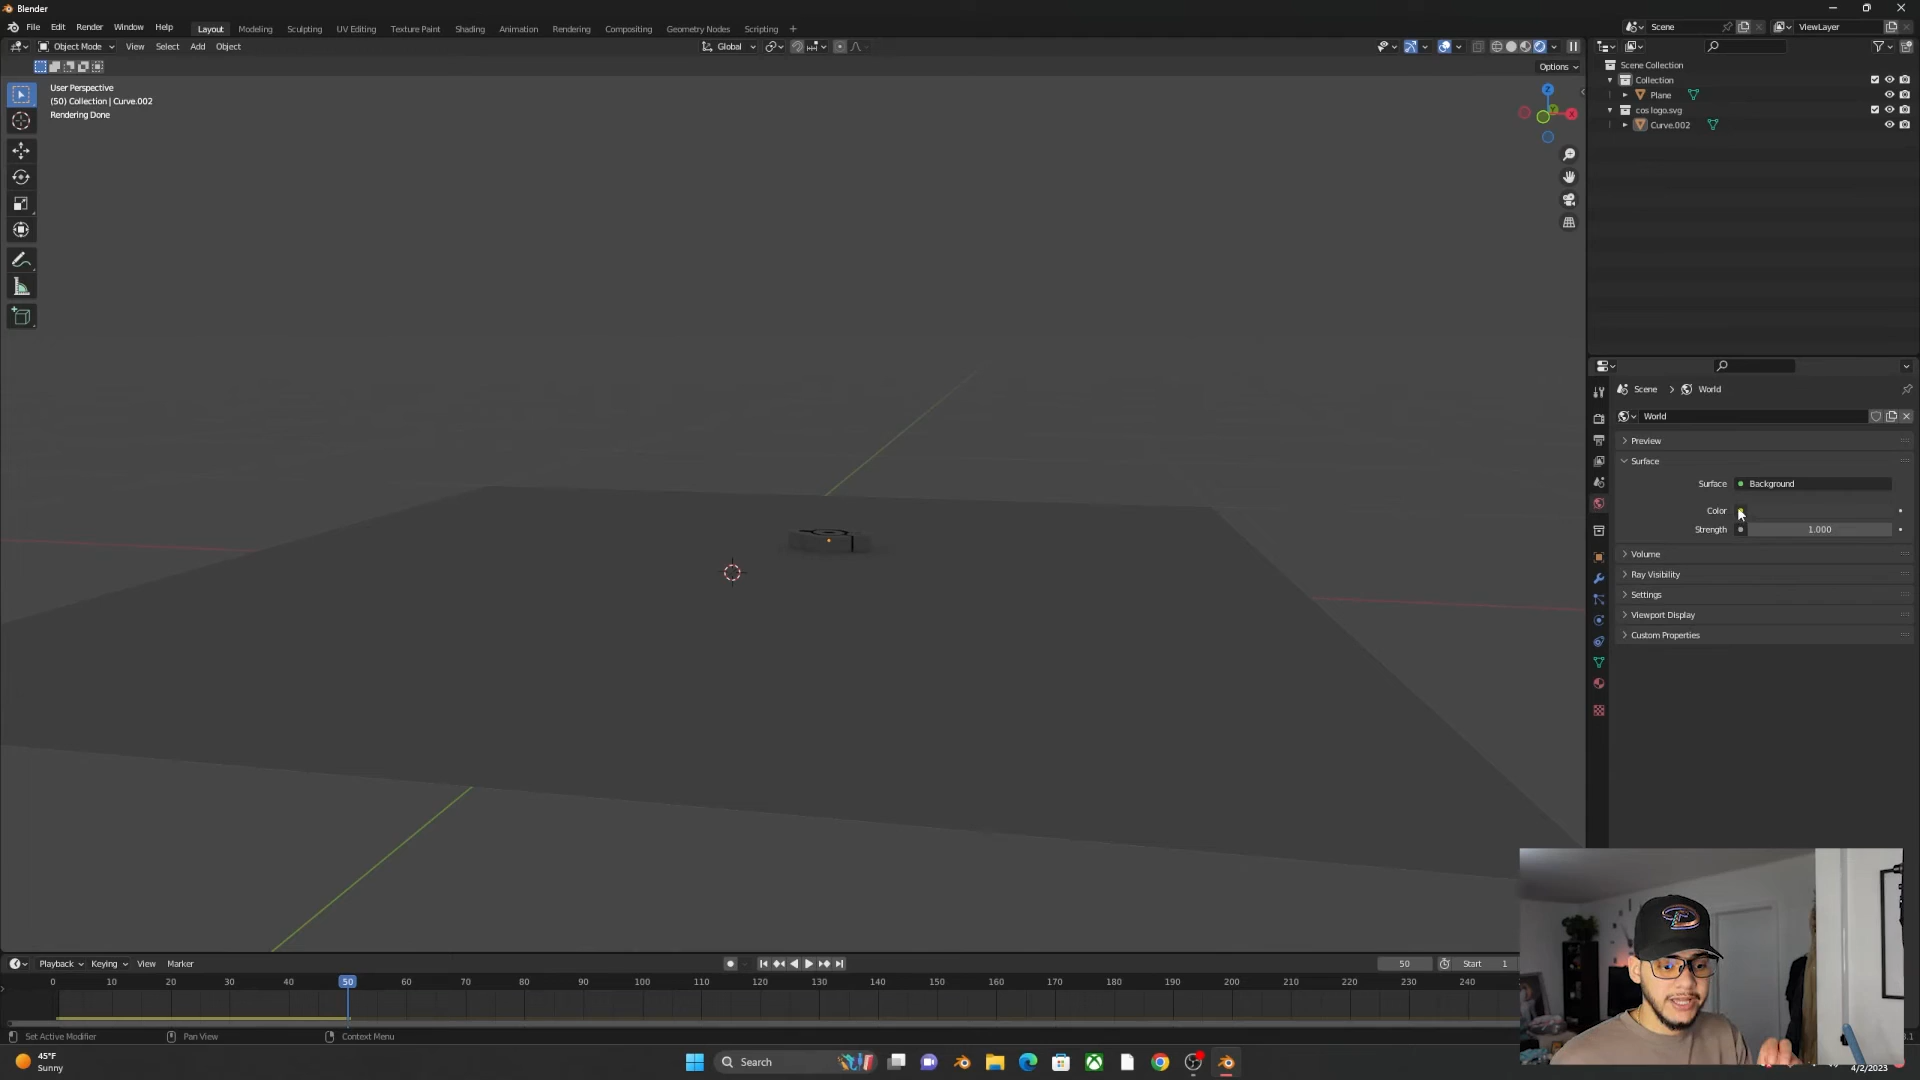 Blender
File Edit Render Window Help
Layout Modeling Sculpting UV Editing Texture Paint Shading Animation Rendering Compositing Geometry Nodes Scripting +
Scene
ViewLayer
Object Mode View Select Add Object
Global
Options
User Perspective
(50) Collection | Curve.002
Rendering Done
Z
X
Scene Collection
Collection
Plane
cos logo.svg
Curve.002
Scene > World
World
Preview
Surface
Surface Background
Color
Strength 1.000
Volume
Ray Visibility
Settings
Viewport Display
Custom Properties
Playback Keying View Marker
50 Start 1
0 10 20 30 40 50 60 70 80 90 100 110 120 130 140 150 160 170 180 190 200 210 220 230 240
Set Active Modifier Pan View Context Menu
45°F
Sunny
Search
4/2/2023